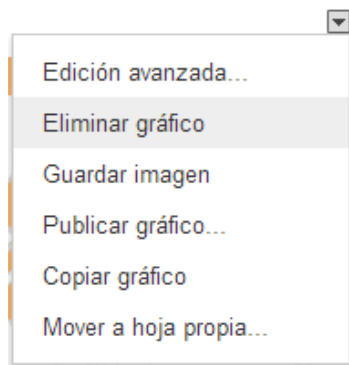 Edición avanzada...
Eliminar gráfico
Guardar imagen
Publicar gráfico...
Copiar gráfico
Mover a hoja propia...